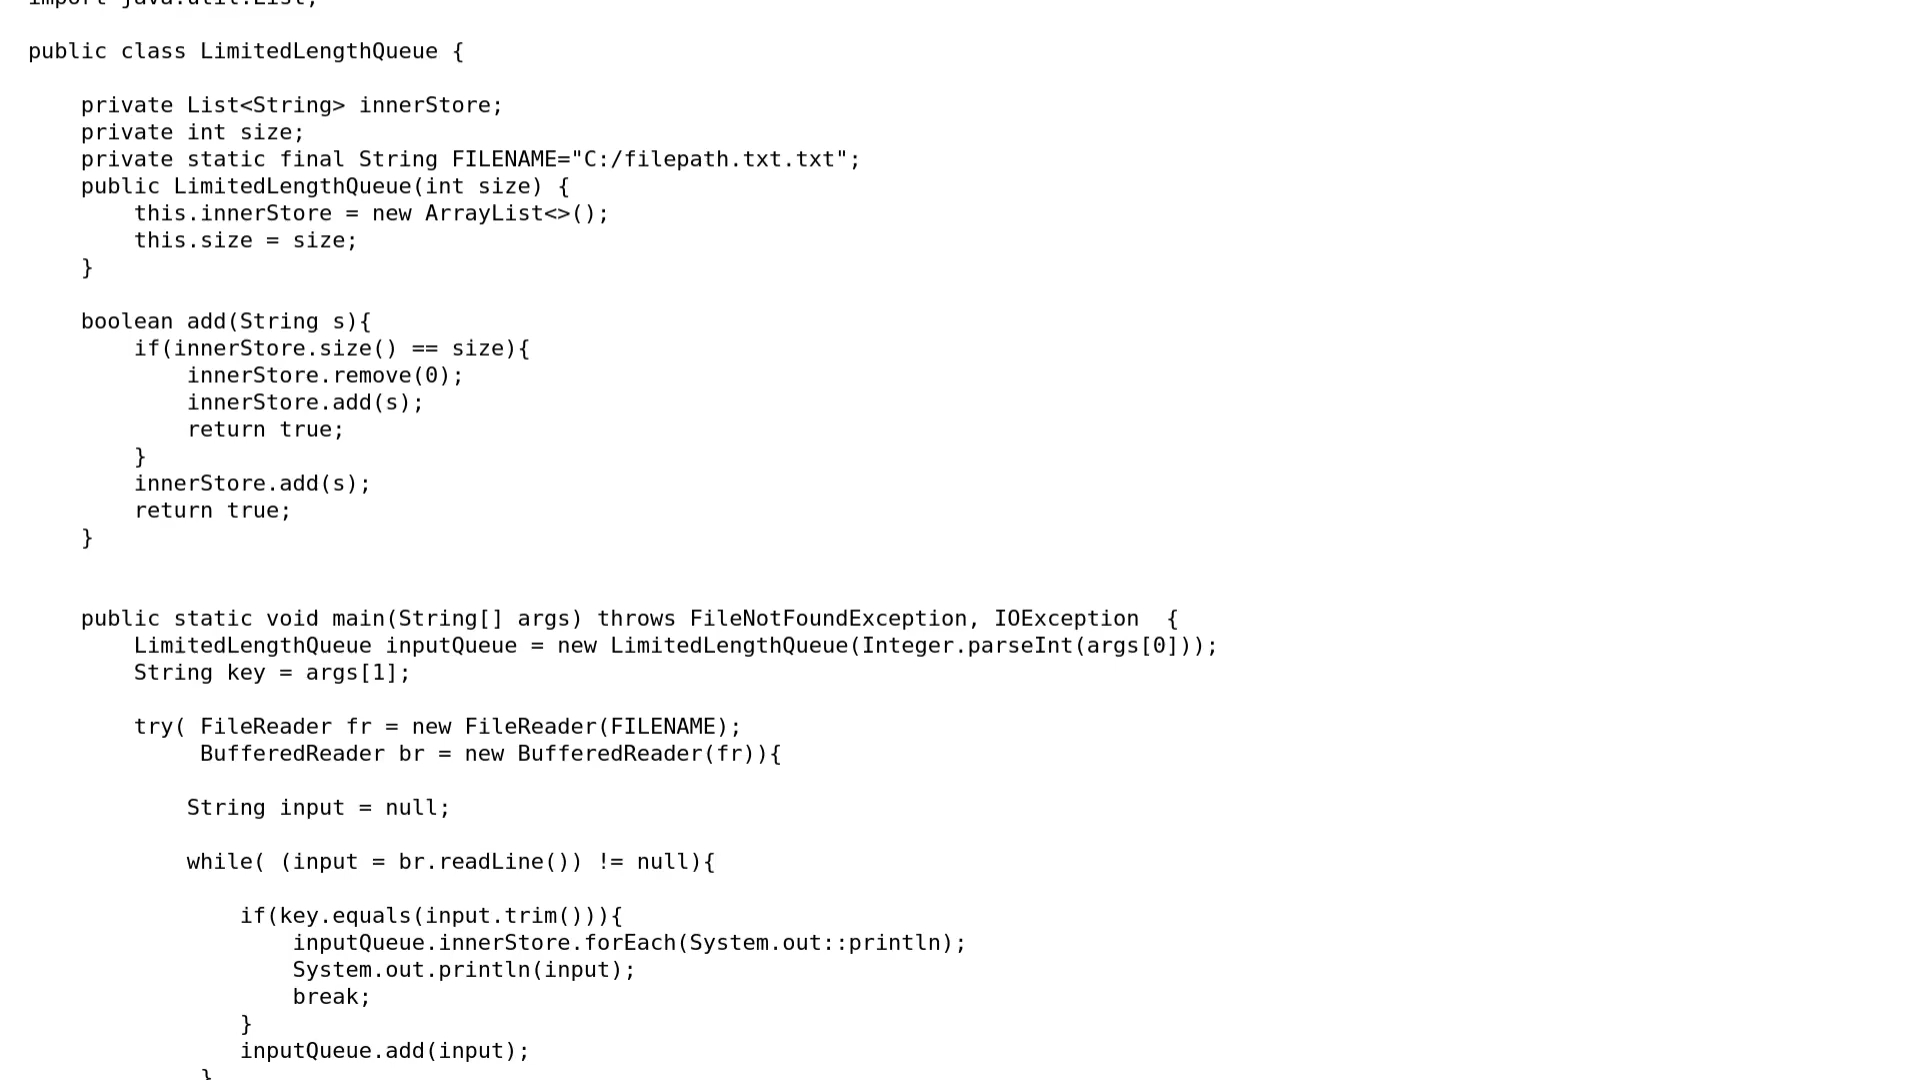 import java.util.List;
public class LimitedLengthQueue {
private List<String> innerStore;
private int size;
private static final String FILENAME="C:/filepath.txt.txt";
public LimitedLengthQueue(int size) {
this.innerStore = new ArrayList<>();
this.size = size;
}
boolean add(String s){
if(innerStore.size() == size){
innerStore.remove(0);
innerStore.add(s);
return true;
}
innerStore.add(s);
return true;
}
public static void main(String[] args) throws FileNotFoundException, IOException  {
LimitedLengthQueue inputQueue = new LimitedLengthQueue(Integer.parseInt(args[0]));
String key = args[1];
try( FileReader fr = new FileReader(FILENAME);
BufferedReader br = new BufferedReader(fr)){
String input = null;
while( (input = br.readLine()) != null){
if(key.equals(input.trim())){
inputQueue.innerStore.forEach(System.out::println);
System.out.println(input);
break;
}
inputQueue.add(input);
}